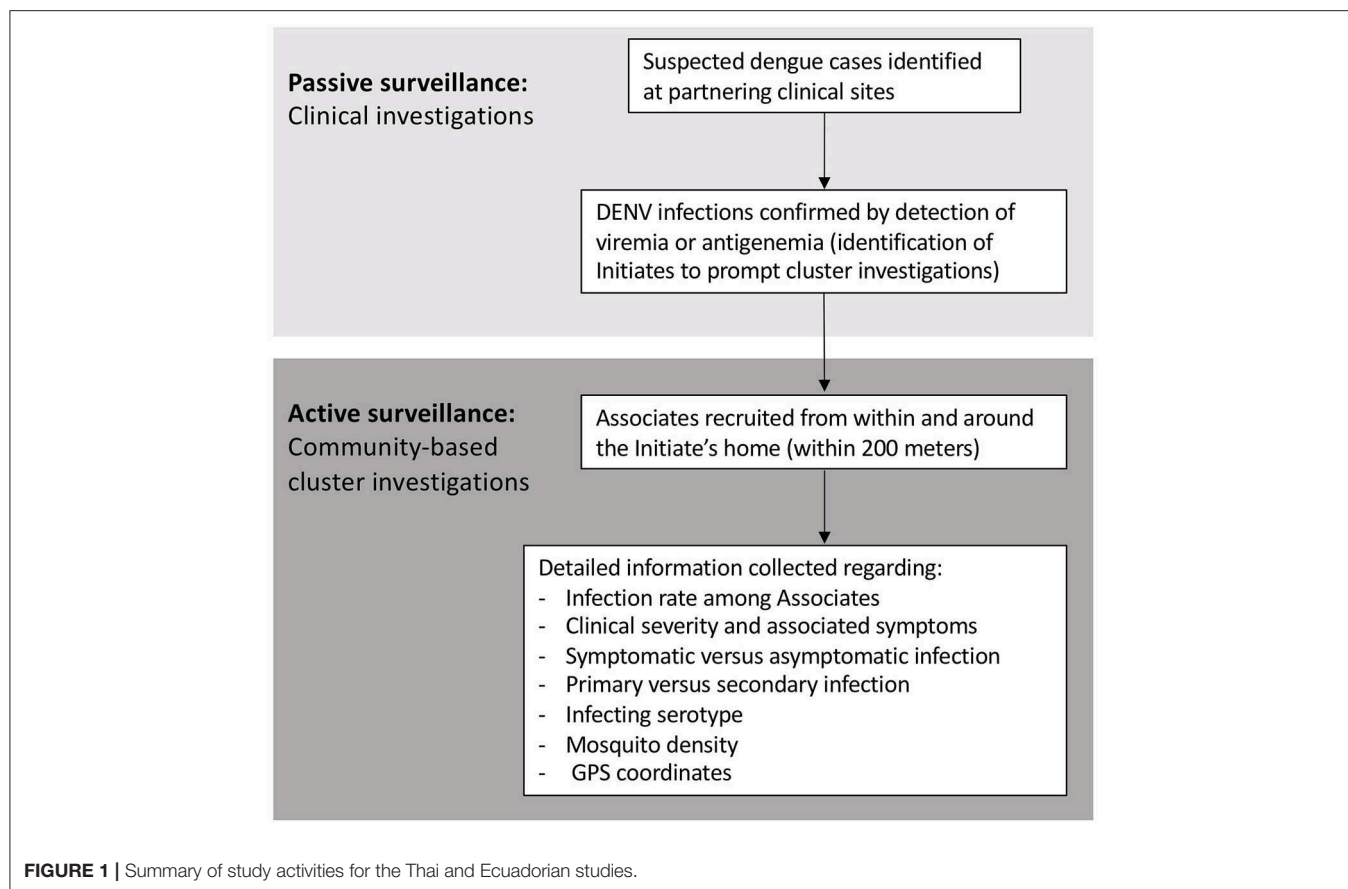 Passive surveillance:
Clinical investigations
Suspected dengue cases identified
at partnering clinical sites
DENV infections confirmed by detection of
viremia or antigenemia (identification of
Initiates to prompt cluster investigations)
Active surveillance:
Community-based
cluster investigations
Associates recruited from within and around
the Initiate's home (within 200 meters)
Detailed information collected regarding:
- Infection rate among Associates
- Clinical severity and associated symptoms
- Symptomatic versus asymptomatic infection
- Primary versus secondary infection
- Infecting serotype
- Mosquito density
- GPS coordinates
FIGURE 1 | Summary of study activities for the Thai and Ecuadorian studies.